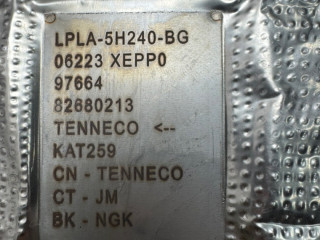 LPLA-5H240-BG
06223 XEPP0
97664
82680213
TENNECO <--
KAT259
CN - TENNECO
CT - JM
BK - NGK